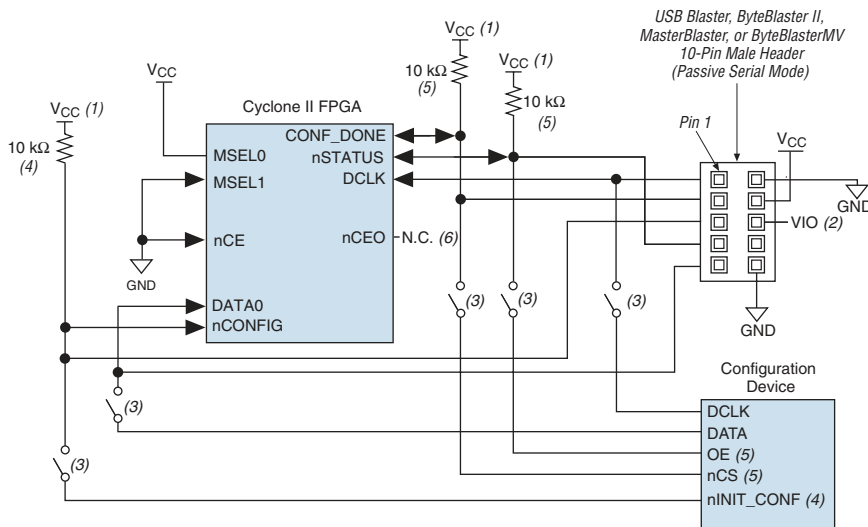 USB Blaster, ByteBlaster II,
MasterBlaster, or ByteBlasterMV
10-Pin Male Header
(Passive Serial Mode)
VCC (1)
VCC (1)
VCC
10 kΩ
(5)
10 kΩ
(5)
VCC (1)
10 kΩ
(4)
Cyclone II FPGA
Pin 1
VCC
CONF_DONE
nSTATUS
DCLK
MSEL0
MSEL1
nCE
nCEO
N.C. (6)
GND
DATA0
nCONFIG
GND
VIO (2)
GND
(3)
(3)
(3)
(3)
(3)
Configuration
Device
DCLK
DATA
OE (5)
nCS (5)
nINIT_CONF (4)